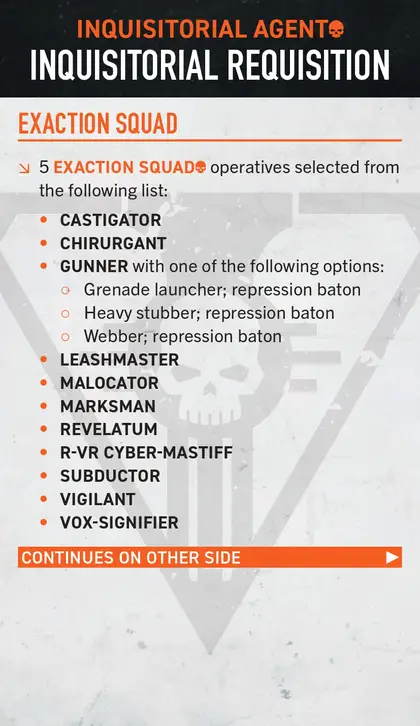 INQUISITORIAL AGENT
INQUISITORIAL REQUISITION
EXACTION SQUAD
↘ 5 EXACTION SQUAD operatives selected from
the following list:
• CASTIGATOR
• CHIRURGANT
• GUNNER with one of the following options:
○ Grenade launcher; repression baton
○ Heavy stubber; repression baton
○ Webber; repression baton
• LEASHMASTER
• MALOCATOR
• MARKSMAN
• REVELATUM
• R-VR CYBER-MASTIFF
• SUBDUCTOR
• VIGILANT
• VOX-SIGNIFIER
CONTINUES ON OTHER SIDE ▶